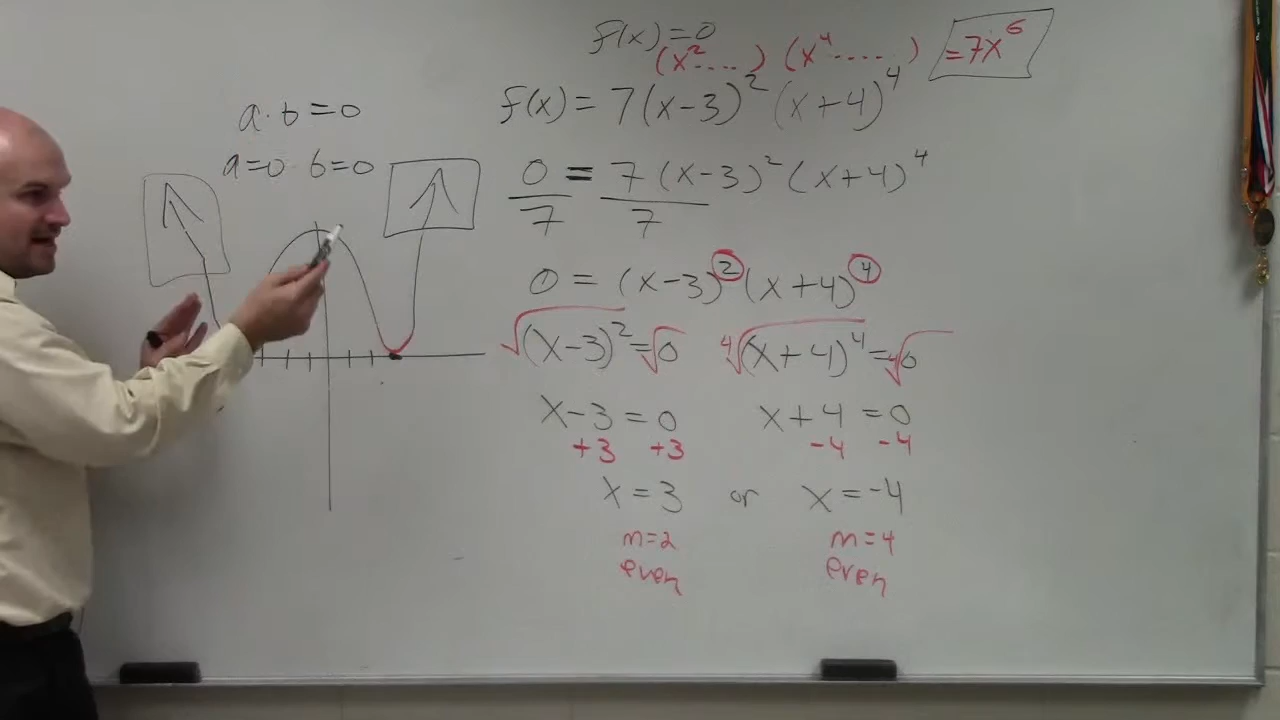 f(x)=0
(x²....) (x⁴.....) =7x⁶
f(x)=7(x-3)²(x+4)⁴
a·b=0
a=0 b=0
0 = 7(x-3)²(x+4)⁴
7 7
0 = (x-3)²(x+4)⁴
√(x-3)²=√0 ⁴√(x+4)⁴=⁴√0
x-3=0 x+4=0
+3 +3 -4 -4
x=3 or x=-4
m=2 m=4
even even